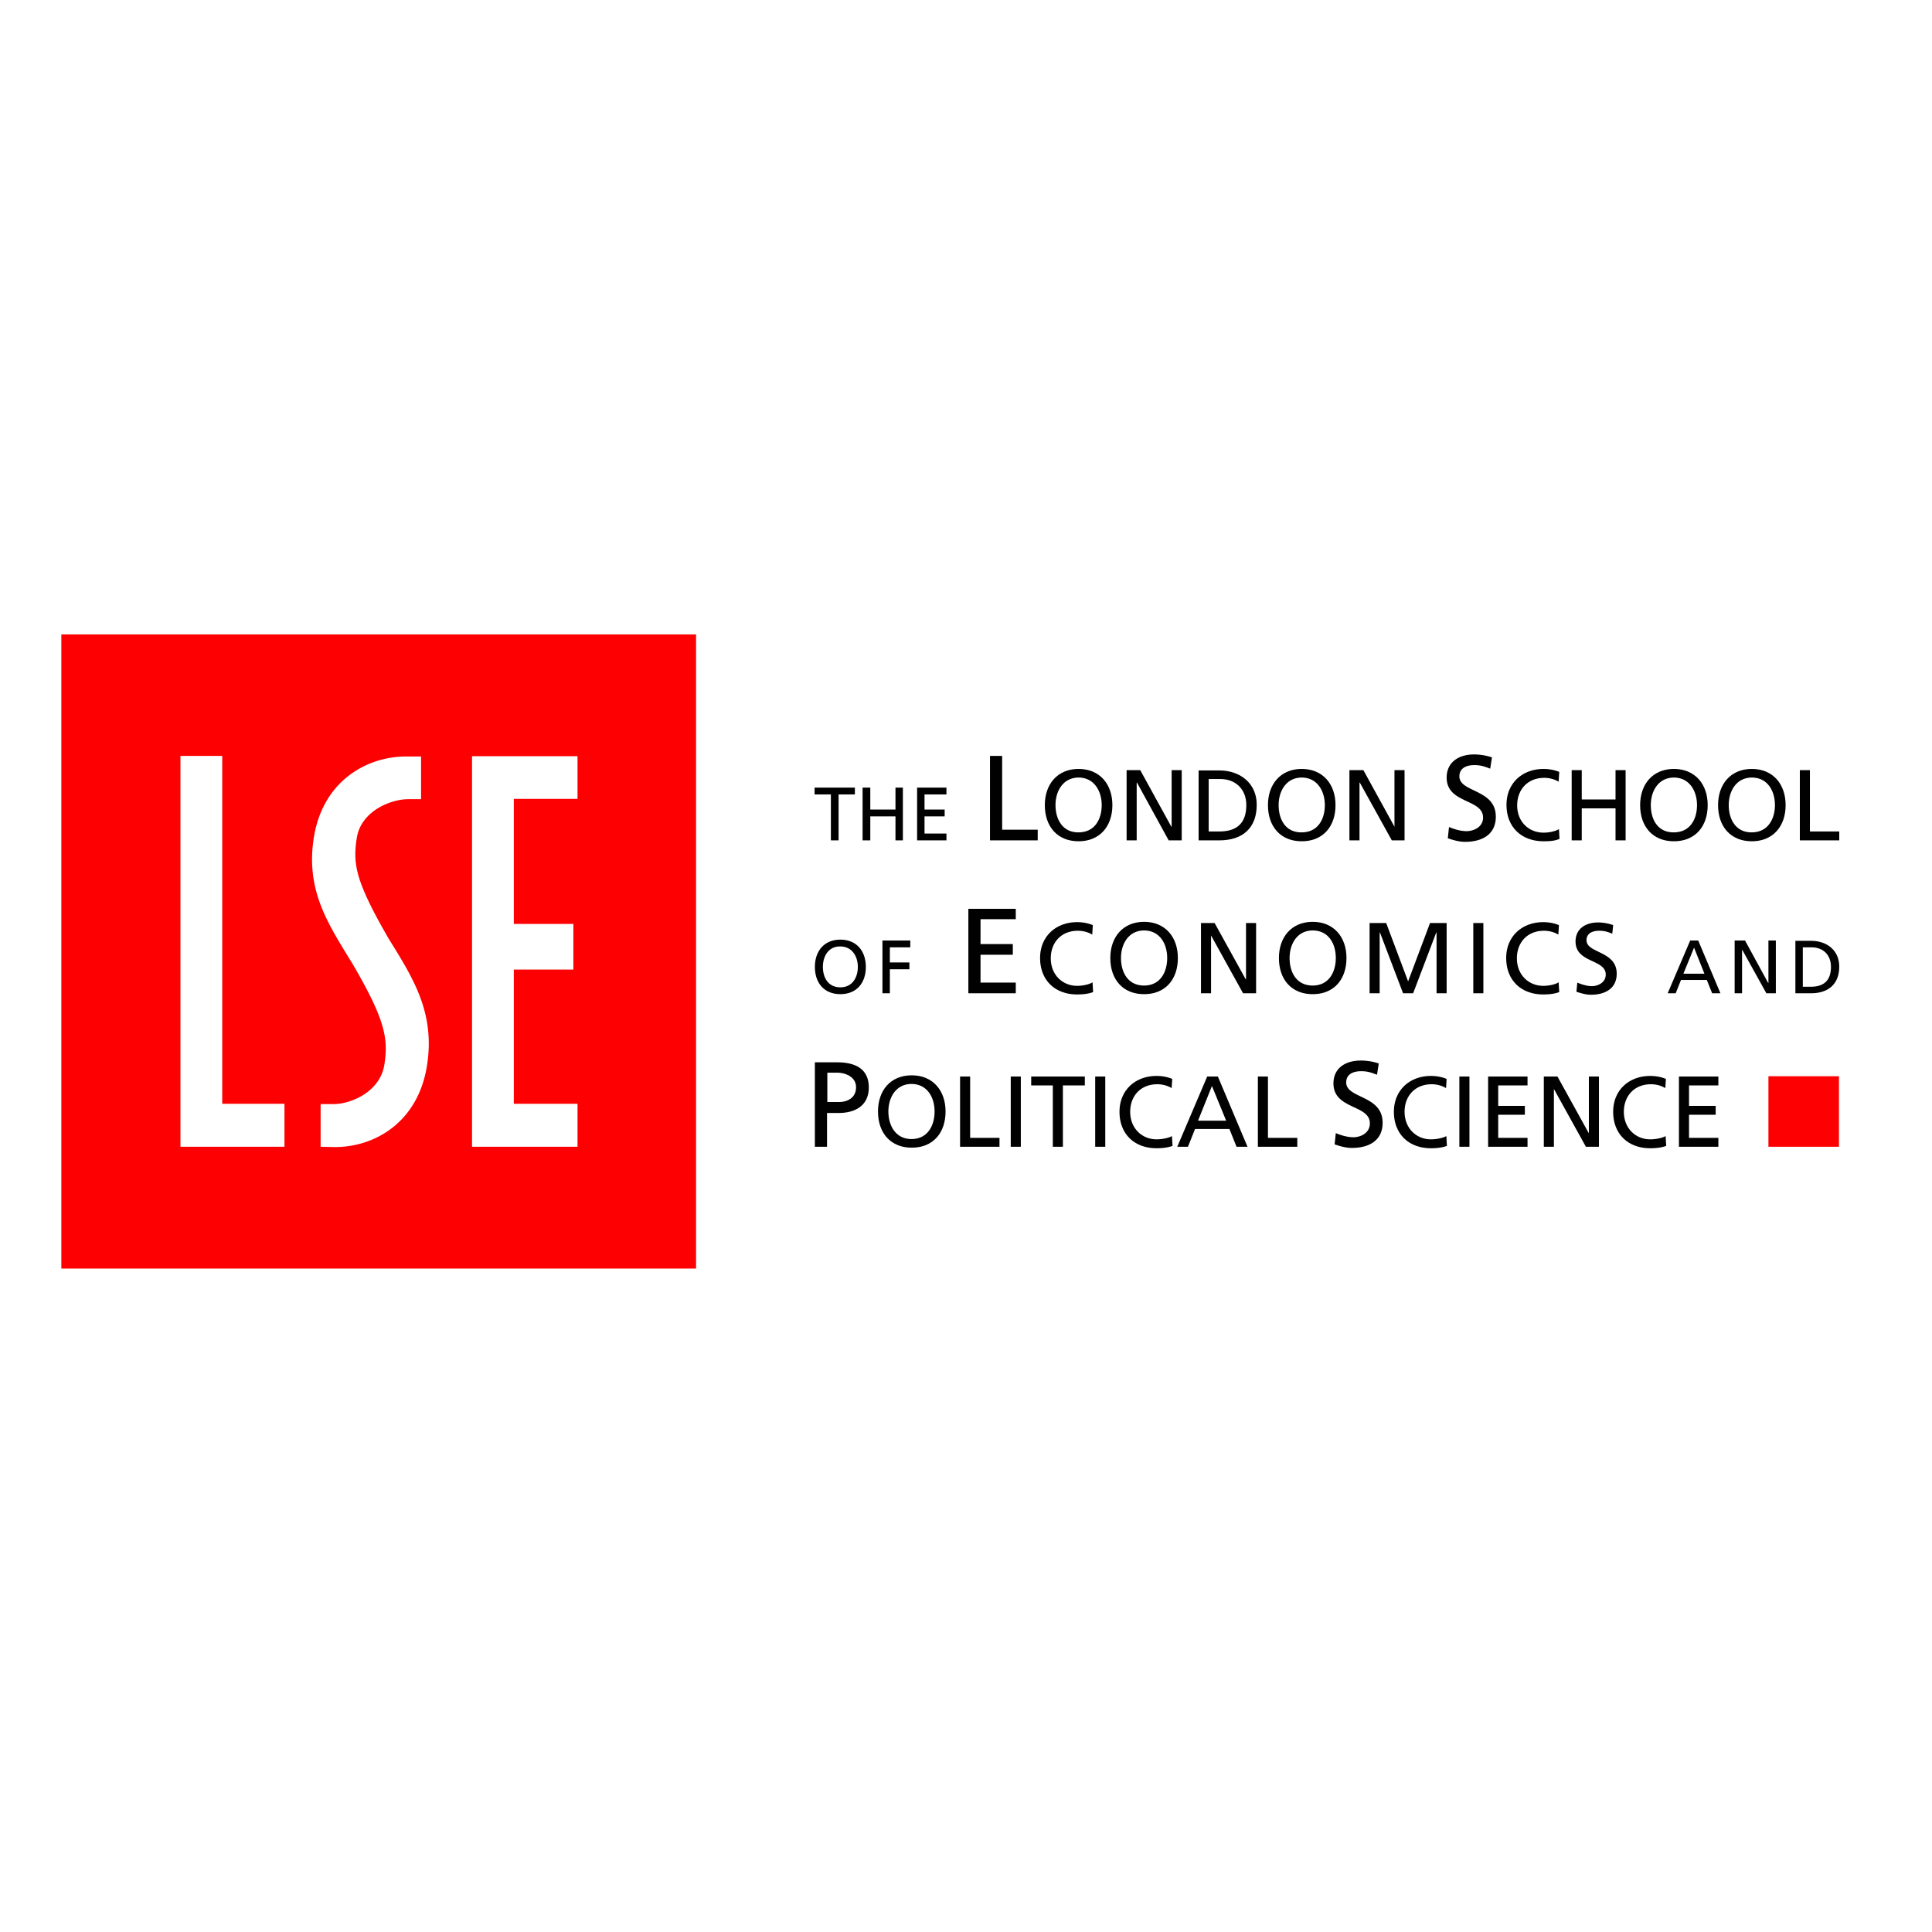 LSE
THE LONDON SCHOOL
OF ECONOMICS AND
POLITICAL SCIENCE